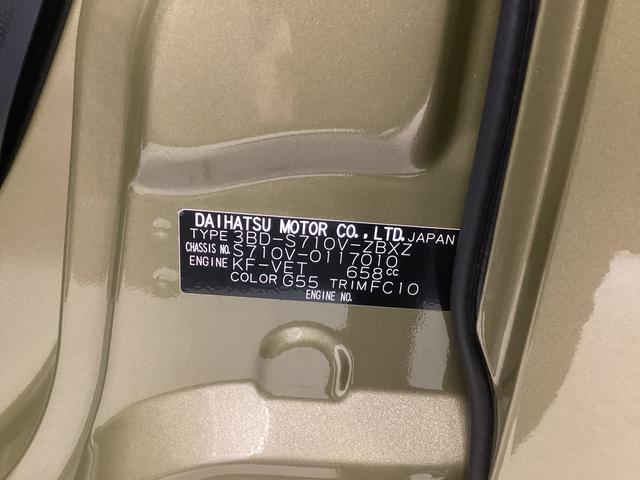 DAIHATSU MOTOR CO., LTD. JAPAN
TYPE 3BD-S710V-ZBXZ
CHASSIS NO. S710V-0117010
ENGINE KF-VET 658cc
COLOR G55 TRIM FC10
ENGINE NO.